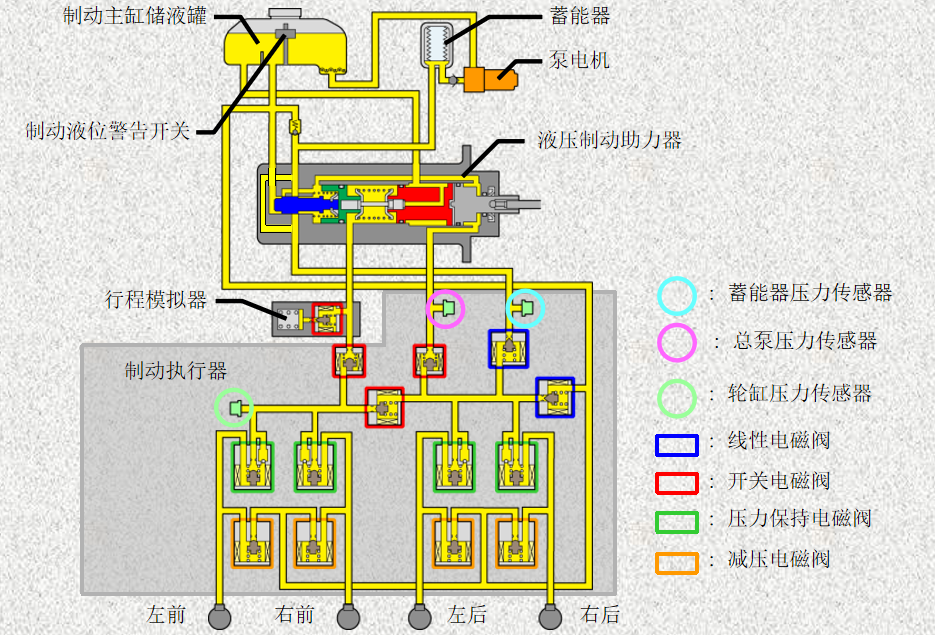 制动主缸储液罐
蓄能器
泵电机
制动液位警告开关
液压制动助力器
行程模拟器
: 蓄能器压力传感器
: 总泵压力传感器
制动执行器
: 轮缸压力传感器
: 线性电磁阀
: 开关电磁阀
: 压力保持电磁阀
: 减压电磁阀
左前
右前
左后
右后